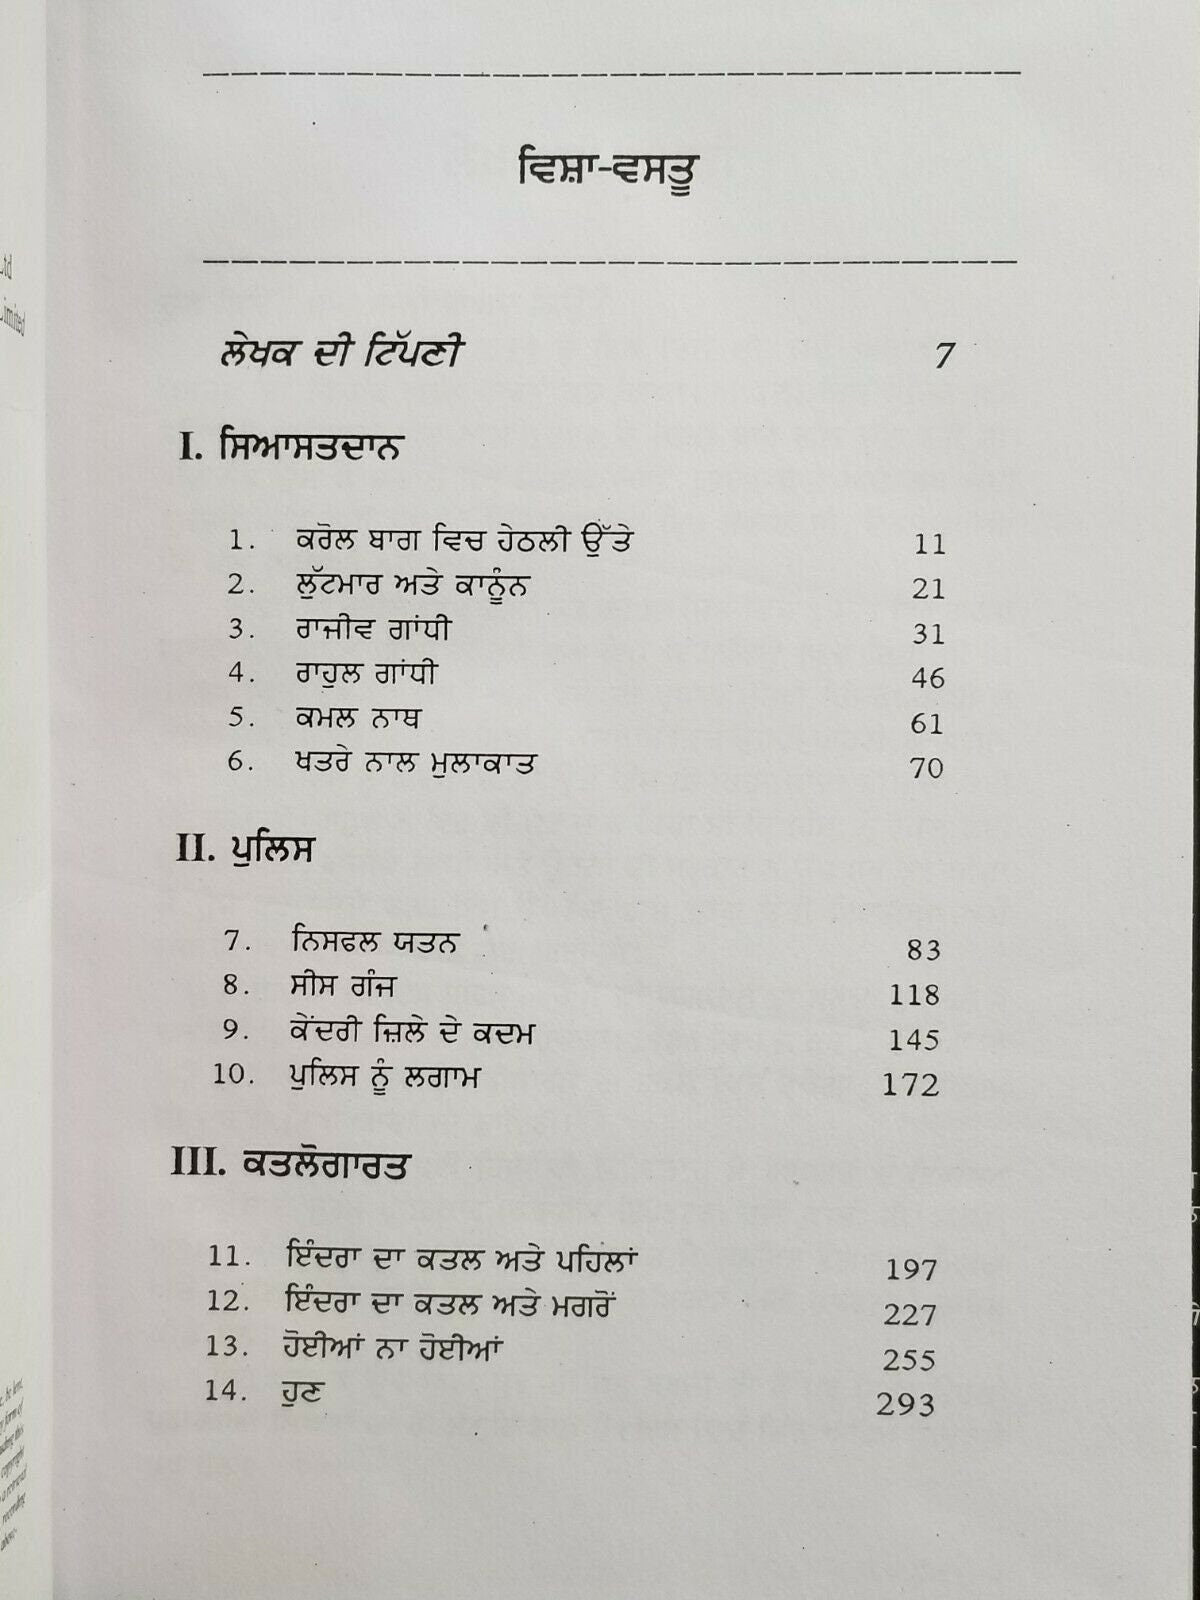 ਵਿਸ਼ਾ-ਵਸਤੂ
ਲੇਖਕ ਦੀ ਟਿੱਪਣੀ 7
I. ਸਿਆਸਤਦਾਨ
1. ਕਰੋਲ ਬਾਗ ਵਿਚ ਹੇਠਲੀ ਉੱਤੇ 11
2. ਲੁੱਟਮਾਰ ਅਤੇ ਕਾਨੂੰਨ 21
3. ਰਾਜੀਵ ਗਾਂਧੀ 31
4. ਰਾਹੁਲ ਗਾਂਧੀ 46
5. ਕਮਲ ਨਾਥ 61
6. ਖਤਰੇ ਨਾਲ ਮੁਲਾਕਾਤ 70
II. ਪੁਲਿਸ
7. ਨਿਸਫਲ ਯਤਨ 83
8. ਸੀਸ ਗੰਜ 118
9. ਕੇਂਦਰੀ ਜ਼ਿਲੇ ਦੇ ਕਦਮ 145
10. ਪੁਲਿਸ ਨੂੰ ਲਗਾਮ 172
III. ਕਤਲੋਗਾਰਤ
11. ਇੰਦਰਾ ਦਾ ਕਤਲ ਅਤੇ ਪਹਿਲਾਂ 197
12. ਇੰਦਰਾ ਦਾ ਕਤਲ ਅਤੇ ਮਗਰੋਂ 227
13. ਹੋਈਆਂ ਨਾ ਹੋਈਆਂ 255
14. ਹੁਣ 293
Ltd
Limited